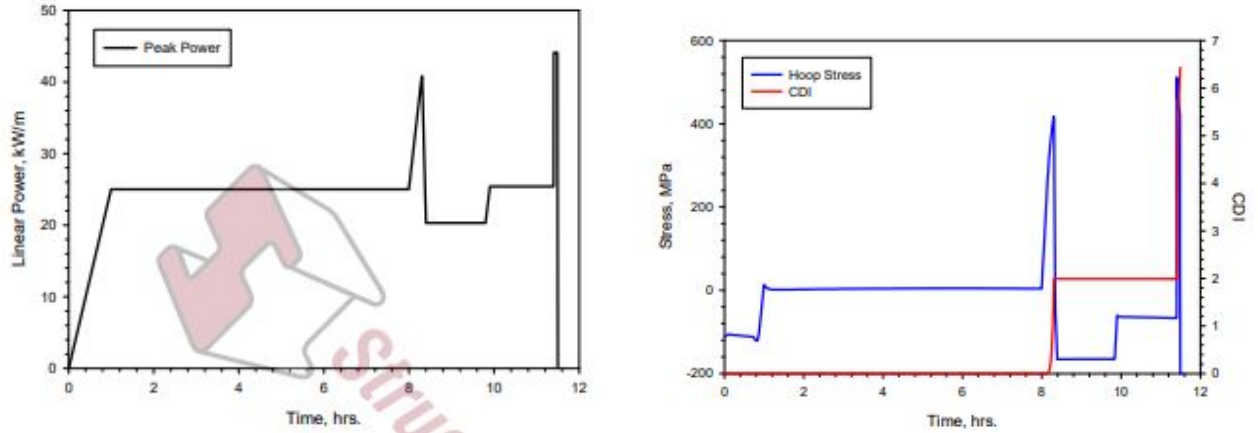 50
40
30
20
10
0
Linear Power, kW/m
Peak Power
0 2 4 6 8 10 12
Time, hrs.
600
400
200
0
-200
Stress, MPa
Hoop Stress
CDI
7
6
5
4
3
2
1
0
CDI
0 2 4 6 8 10 12
Time, hrs.
Struc